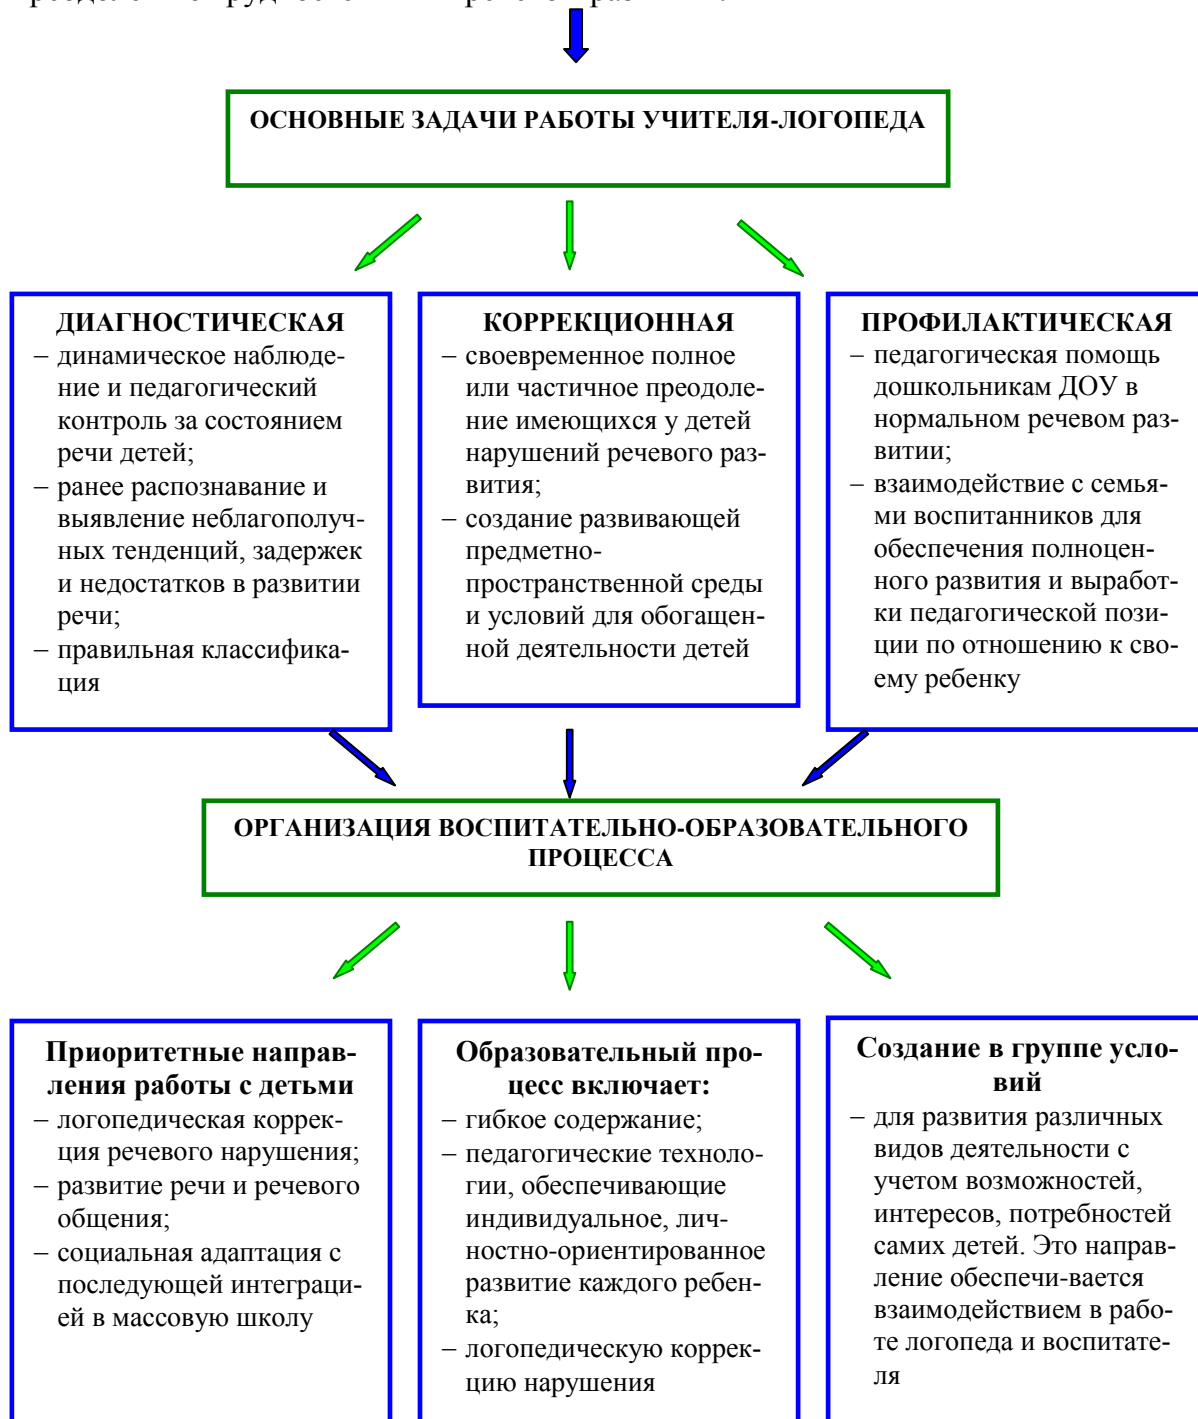 ОСНОВНЫЕ ЗАДАЧИ РАБОТЫ УЧИТЕЛЯ-ЛОГОПЕДА
ДИАГНОСТИЧЕСКАЯ
– динамическое наблюде-
ние и педагогический
контроль за состоянием
речи детей;
– ранее распознавание и
выявление неблагополуч-
ных тенденций, задержек
и недостатков в развитии
речи;
– правильная классифика-
ция
КОРРЕКЦИОННАЯ
– своевременное полное
или частичное преодоле-
ние имеющихся у детей
нарушений речевого раз-
вития;
– создание развивающей
предметно-
пространственной среды
и условий для обогащен-
ной деятельности детей
ПРОФИЛАКТИЧЕСКАЯ
– педагогическая помощь
дошкольникам ДОУ в
нормальном речевом раз-
витии;
– взаимодействие с семья-
ми воспитанников для
обеспечения полноцен-
ного развития и выработ-
ки педагогической пози-
ции по отношению к сво-
ему ребенку
ОРГАНИЗАЦИЯ ВОСПИТАТЕЛЬНО-ОБРАЗОВАТЕЛЬНОГО
ПРОЦЕССА
Приоритетные направ-
ления работы с детьми
– логопедическая коррек-
ция речевого нарушения;
– развитие речи и речевого
общения;
– социальная адаптация с
последующей интеграци-
ей в массовую школу
Образовательный про-
цесс включает:
– гибкое содержание;
– педагогические техноло-
гии, обеспечивающие
индивидуальное, лич-
ностно-ориентированное
развитие каждого ребен-
ка;
– логопедическую коррек-
цию нарушения
Создание в группе усло-
вий
– для развития различных
видов деятельности с
учетом возможностей,
интересов, потребностей
самих детей. Это направ-
ление обеспечи-вается
взаимодействием в рабо-
те логопеда и воспитате-
ля